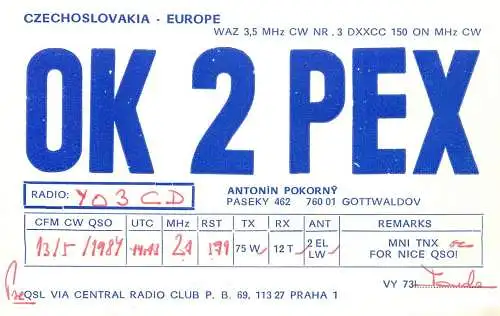 CZECHOSLOVAKIA - EUROPE
WAZ 3,5 MHz CW NR. 3 DXXCC 150 ON MHz CW
OK 2 PEX
RADIO: YO3CD
ANTONÍN POKORNÝ
PASEKY 462 760 01 GOTTWALDOV
CFM CW QSO UTC MHz RST TX RX ANT REMARKS
13/5/1984 21 599 75 W 12 T 2 EL
LW
MNI TNX
FOR NICE QSO!
VY 73!
Pse QSL VIA CENTRAL RADIO CLUB P. B. 69, 113 27 PRAHA 1